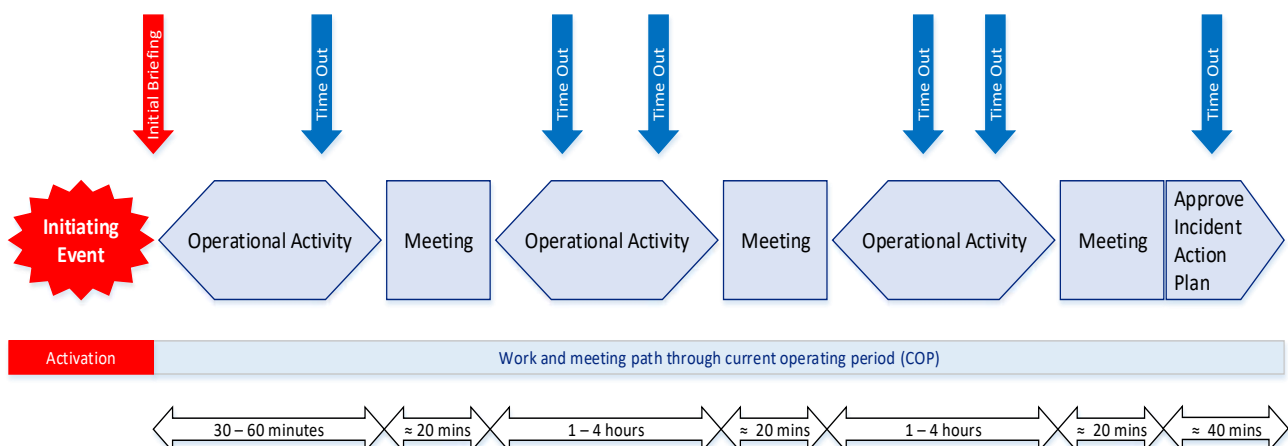 Initial Briefing
Time Out
Time Out
Time Out
Time Out
Time Out
Time Out
Initiating
Event
Operational Activity
Meeting
Operational Activity
Meeting
Operational Activity
Meeting
Approve
Incident
Action
Plan
Activation
Work and meeting path through current operating period (COP)
30 – 60 minutes
≈ 20 mins
1 – 4 hours
≈ 20 mins
1 – 4 hours
≈ 20 mins
≈ 40 mins